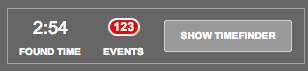 2:54
FOUND TIME
123
EVENTS
SHOW TIMEFINDER